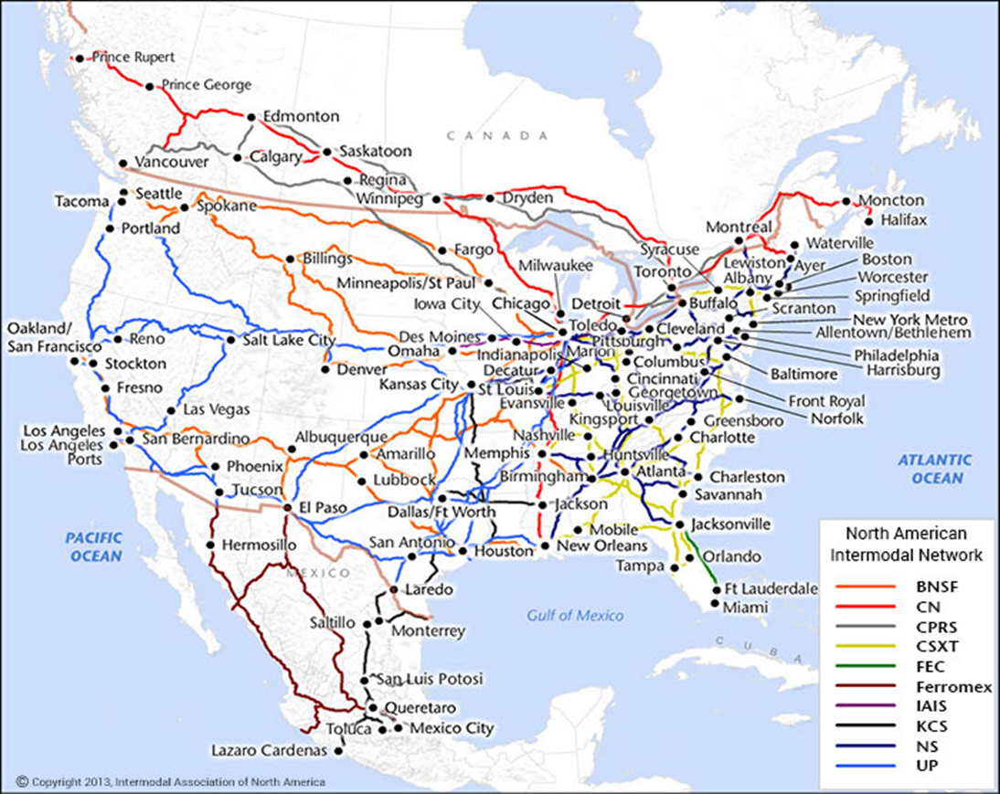 Prince Rupert
Prince George
Edmonton
CANADA
Calgary
Saskatoon
Vancouver
Regina
Winnipeg
Dryden
Seattle
Tacoma
Spokane
Portland
Moncton
Halifax
Montreal
Waterville
Fargo
Billings
Syracuse
Lewiston
Ayer
Boston
Milwaukee
Toronto
Albany
Worcester
Minneapolis/St Paul
Springfield
Iowa City
Chicago
Detroit
Buffalo
Scranton
Oakland/
San Francisco
Reno
Salt Lake City
Des Moines
Toledo
Cleveland
New York Metro
Allentown/Bethlehem
Omaha
Indianapolis
Marion
Pittsburgh
Philadelphia
Harrisburg
Stockton
Denver
Decatur
Columbus
Baltimore
Fresno
Kansas City
St Louis
Cincinnati
Georgetown
Front Royal
Norfolk
Las Vegas
Evansville
Louisville
Kingsport
Greensboro
Los Angeles
Los Angeles
Ports
San Bernardino
Albuquerque
Amarillo
Nashville
Charlotte
Memphis
Huntsville
Phoenix
Lubbock
Birmingham
Atlanta
Charleston
ATLANTIC
OCEAN
Tucson
El Paso
Dallas/Ft Worth
Jackson
Savannah
PACIFIC
OCEAN
Hermosillo
San Antonio
Houston
New Orleans
Mobile
Jacksonville
MEXICO
Tampa
Orlando
Laredo
Ft Lauderdale
Miami
Gulf of Mexico
Saltillo
Monterrey
CUBA
San Luis Potosi
Queretaro
Toluca
Mexico City
Lazaro Cardenas
North American
Intermodal Network
BNSF
CN
CPRS
CSXT
FEC
Ferromex
IAIS
KCS
NS
UP
© Copyright 2013, Intermodal Association of North America